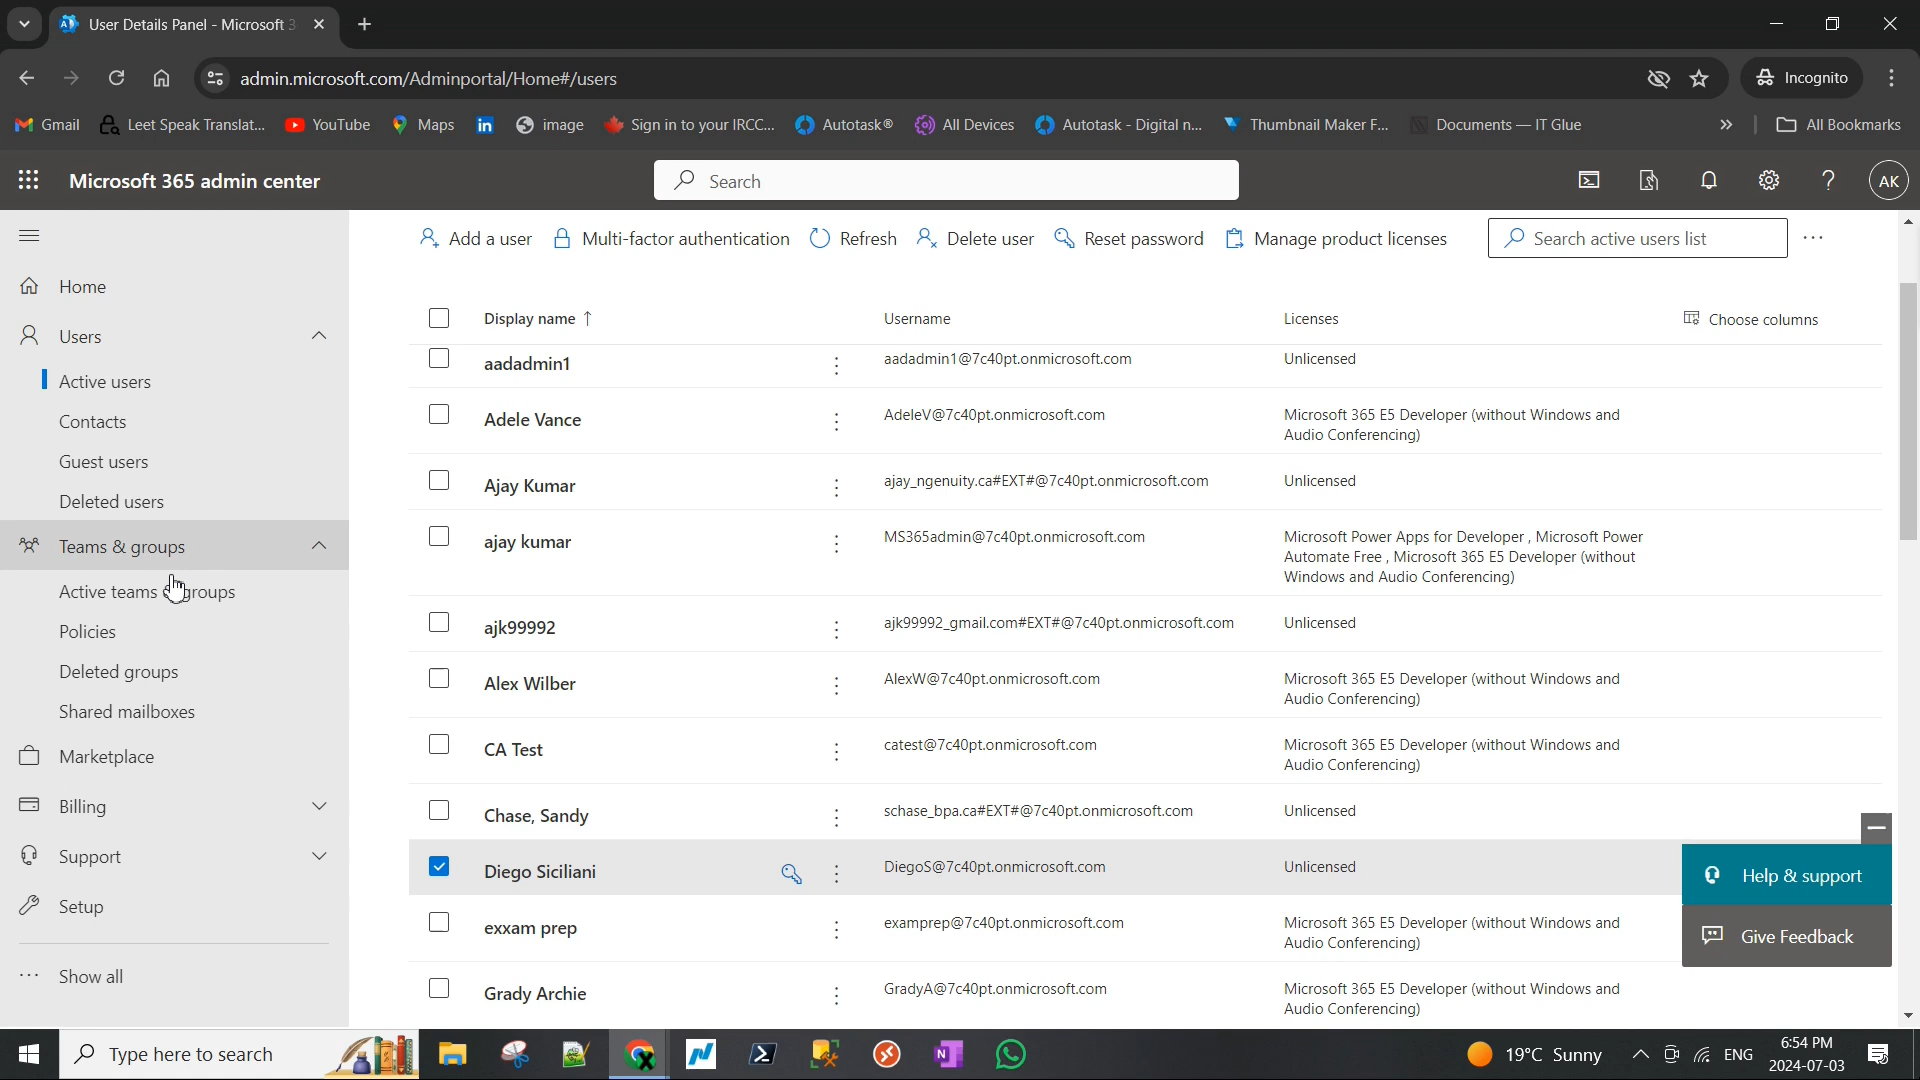 User Details Panel - Microsoft 3
admin.microsoft.com/Adminportal/Home#/users
Incognito
Gmail
Leet Speak Translat...
YouTube
Maps
image
Sign in to your IRCC...
Autotask®
All Devices
Autotask - Digital n...
Thumbnail Maker F...
Documents — IT Glue
»
All Bookmarks
Microsoft 365 admin center
Search
AK
Add a user
Multi-factor authentication
Refresh
Delete user
Reset password
Manage product licenses
Search active users list
Home
Users
Active users
Contacts
Guest users
Deleted users
Teams & groups
Active teams & groups
Policies
Deleted groups
Shared mailboxes
Marketplace
Billing
Support
Setup
Show all
Display name ↑
Username
Licenses
Choose columns
aadadmin1
aadadmin1@7c40pt.onmicrosoft.com
Unlicensed
Adele Vance
AdeleV@7c40pt.onmicrosoft.com
Microsoft 365 E5 Developer (without Windows and
Audio Conferencing)
Ajay Kumar
ajay_ngenuity.ca#EXT#@7c40pt.onmicrosoft.com
Unlicensed
ajay kumar
MS365admin@7c40pt.onmicrosoft.com
Microsoft Power Apps for Developer , Microsoft Power
Automate Free , Microsoft 365 E5 Developer (without
Windows and Audio Conferencing)
ajk99992
ajk99992_gmail.com#EXT#@7c40pt.onmicrosoft.com
Unlicensed
Alex Wilber
AlexW@7c40pt.onmicrosoft.com
Microsoft 365 E5 Developer (without Windows and
Audio Conferencing)
CA Test
catest@7c40pt.onmicrosoft.com
Microsoft 365 E5 Developer (without Windows and
Audio Conferencing)
Chase, Sandy
schase_bpa.ca#EXT#@7c40pt.onmicrosoft.com
Unlicensed
Diego Siciliani
DiegoS@7c40pt.onmicrosoft.com
Unlicensed
exxam prep
examprep@7c40pt.onmicrosoft.com
Microsoft 365 E5 Developer (without Windows and
Audio Conferencing)
Grady Archie
GradyA@7c40pt.onmicrosoft.com
Microsoft 365 E5 Developer (without Windows and
Audio Conferencing)
Help & support
Give Feedback
Type here to search
19°C Sunny
ENG
6:54 PM
2024-07-03